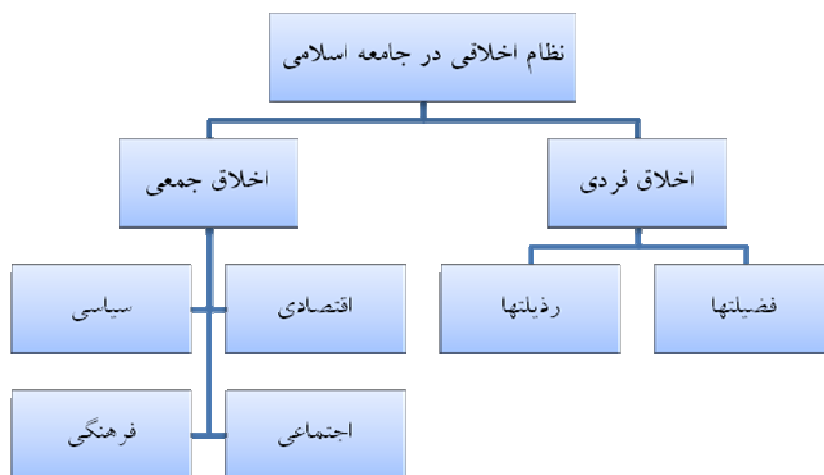 نظام اخلاقی در جامعه اسلامی
اخلاق فردی
اخلاق جمعی
فضیلتها
رذیلتها
اقتصادی
سیاسی
اجتماعی
فرهنگی